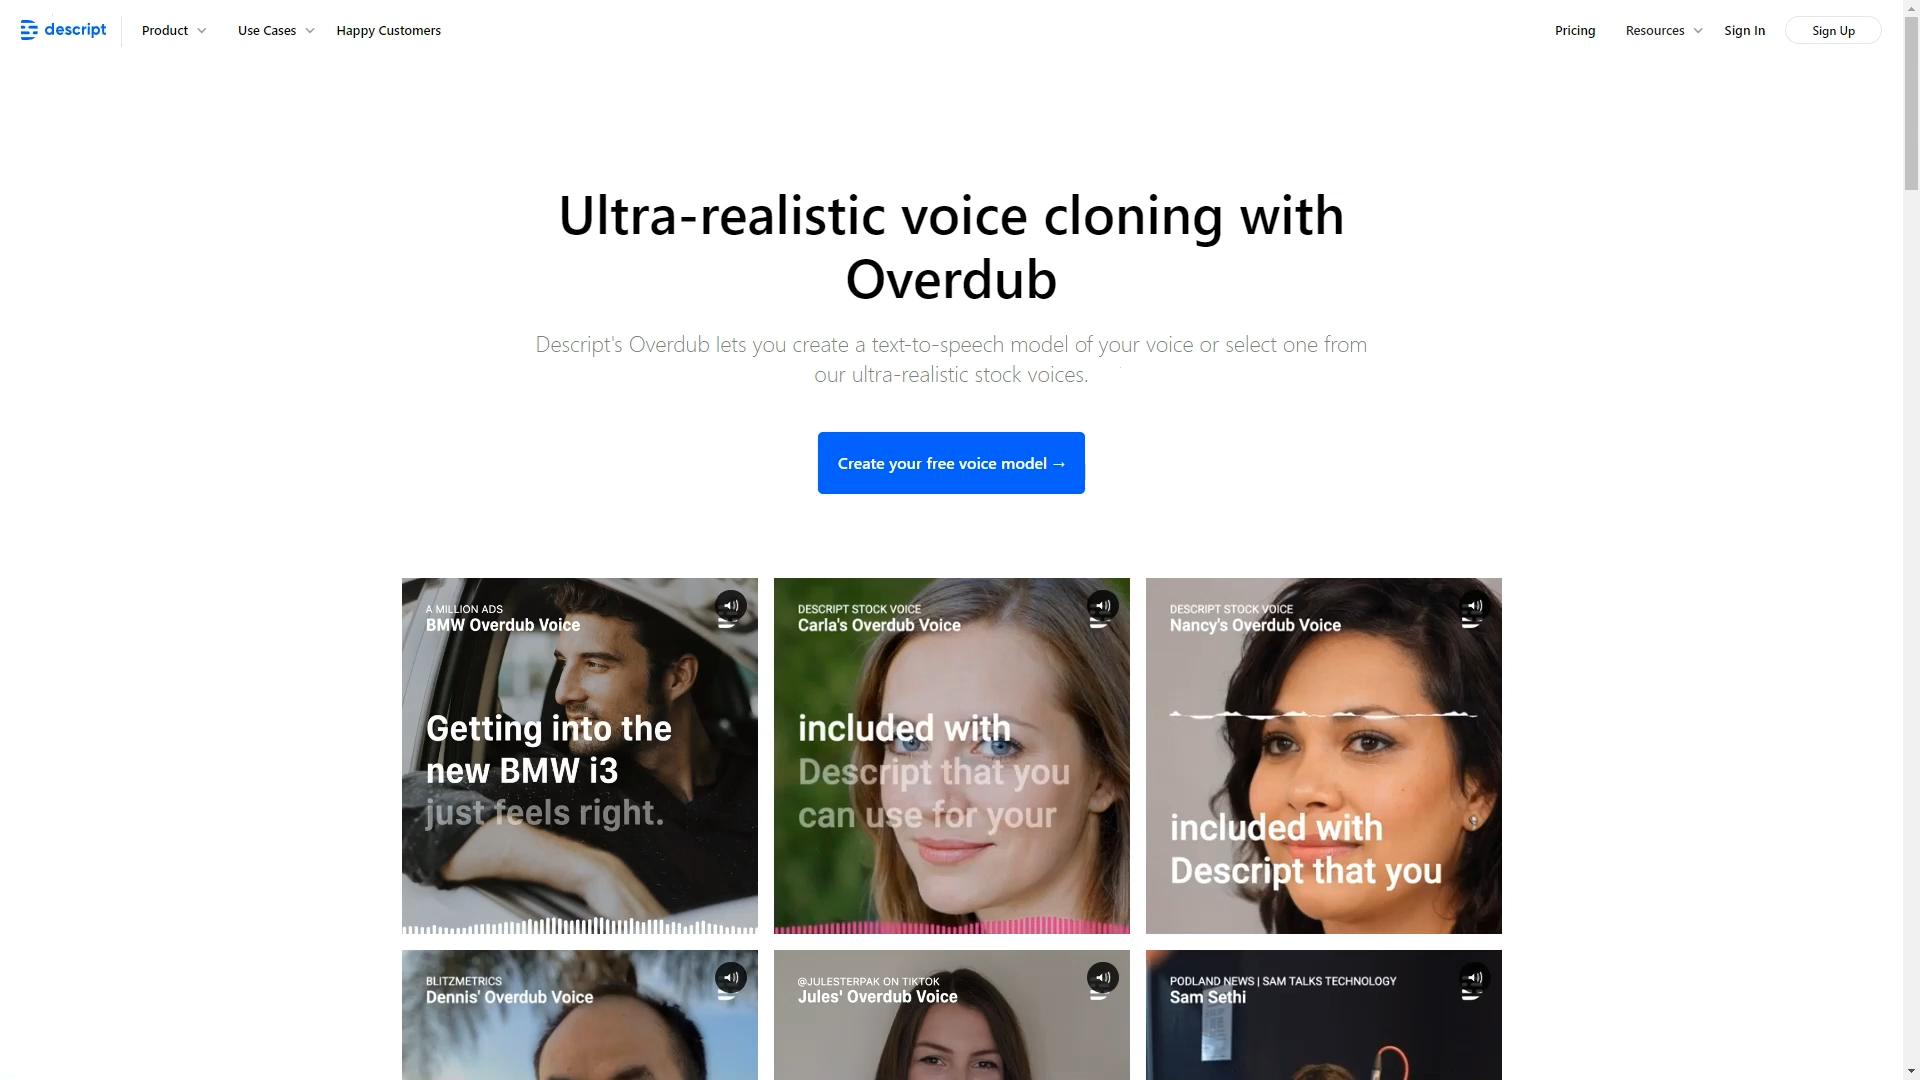 descript
Product
Use Cases
Happy Customers
Pricing
Resources
Sign In
Sign Up
Ultra-realistic voice cloning with
Overdub
Descript's Overdub lets you create a text-to-speech model of your voice or select one from
our ultra-realistic stock voices.
Create your free voice model →
A MILLION ADS
BMW Overdub Voice
Getting into the
new BMW i3
just feels right.
DESCRIPT STOCK VOICE
Carla's Overdub Voice
included with
Descript that you
can use for your
DESCRIPT STOCK VOICE
Nancy's Overdub Voice
included with
Descript that you
BLITZMETRICS
Dennis' Overdub Voice
@JULESTERPAK ON TIKTOK
Jules' Overdub Voice
PODLAND NEWS | SAM TALKS TECHNOLOGY
Sam Sethi